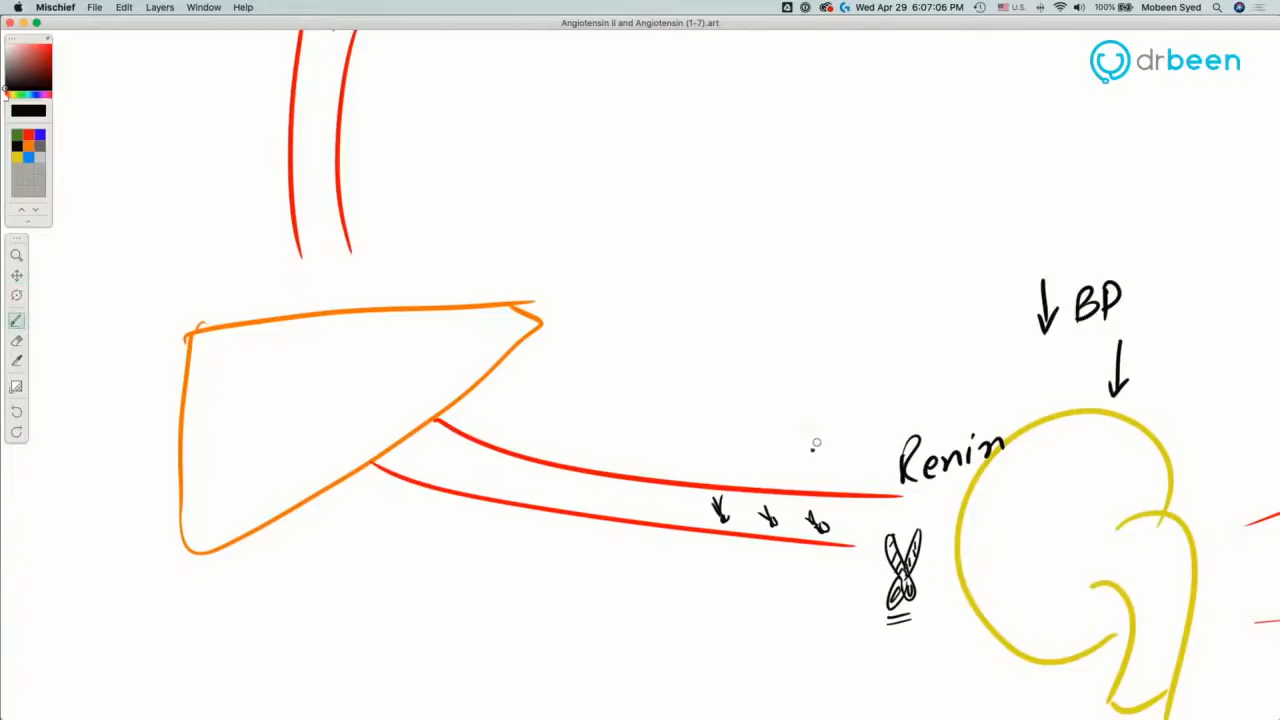 Mischief File Edit Layers Window Help U.S. 100% Wed Apr 29 6:07:06 PM Mobeen Syed
Angiotensin II and Angiotensin (1-7).art
drbeen
↓ BP
↓
Renin